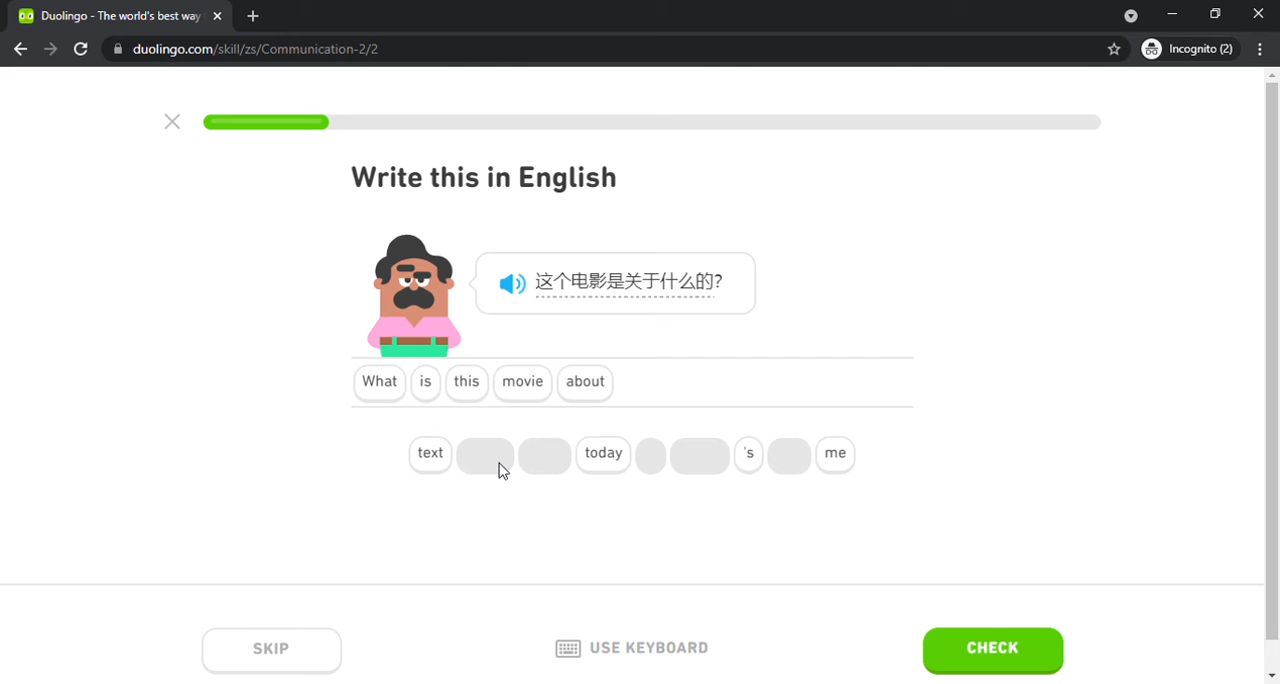 Duolingo - The world's best way
Incognito (2)
duolingo.com/skill/zs/Communication-2/2
Write this in English
这个电影是关于什么的?
What is this movie about
text today 's me
SKIP
USE KEYBOARD
CHECK